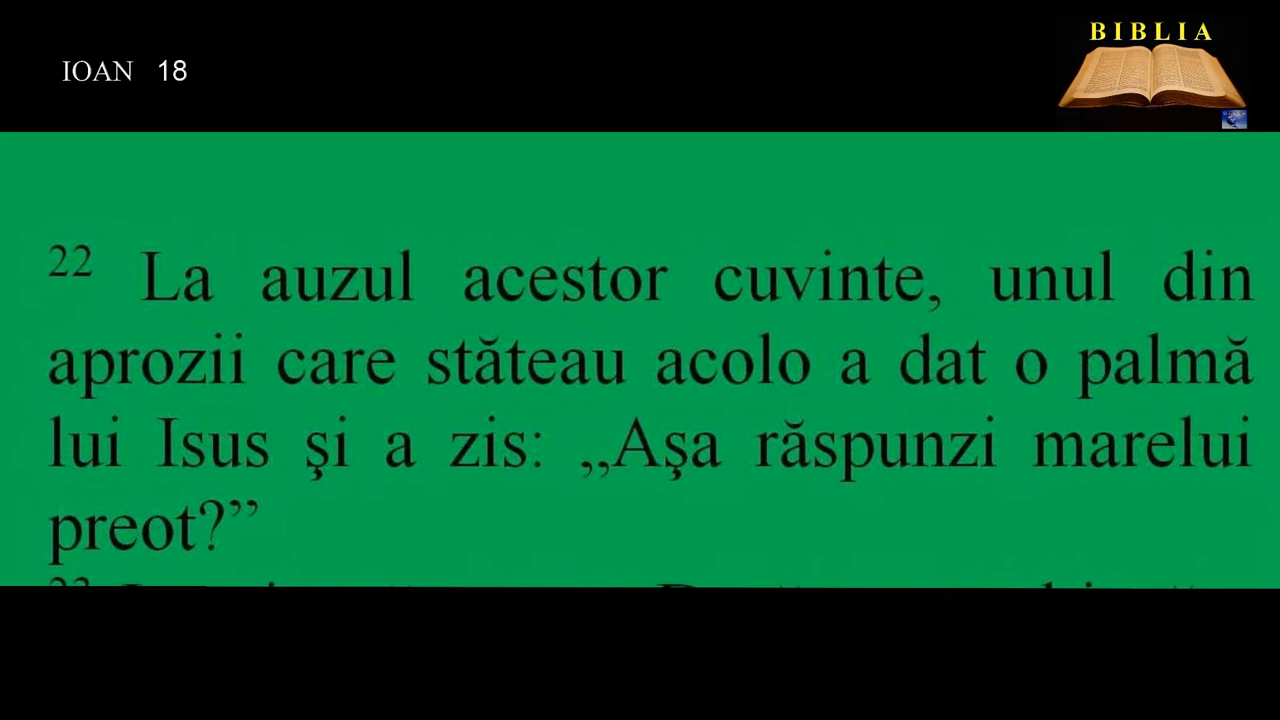 BIBLIA
IOAN 18
22 La auzul acestor cuvinte, unul din
aprozii care stăteau acolo a dat o palmă
lui Isus şi a zis: „Aşa răspunzi marelui
preot?”